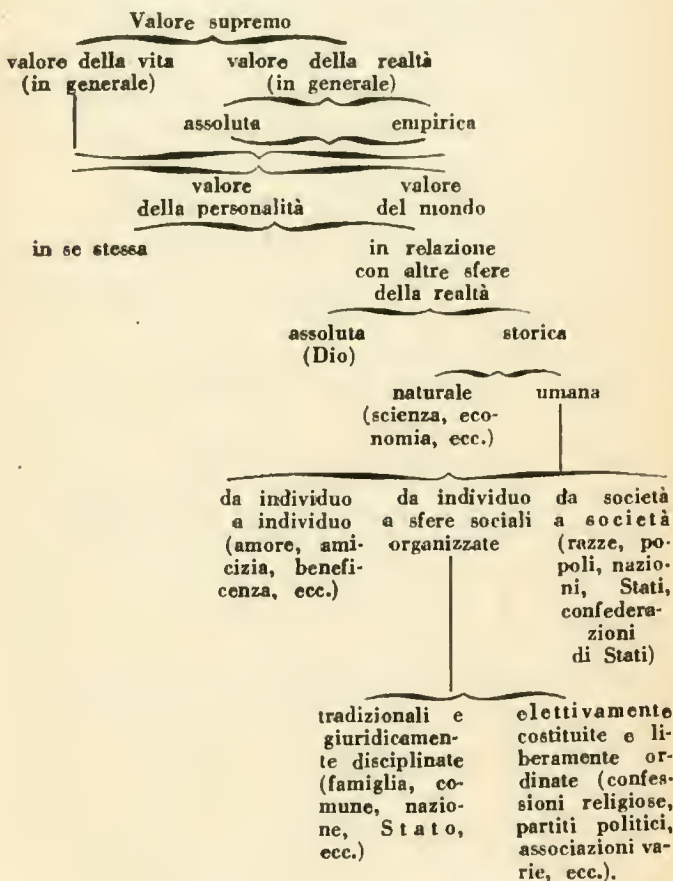 Valore supremo
valore della vita
(in generale)
valore della realtà
(in generale)
assoluta
empirica
valore
della personalità
valore
del mondo
in se stessa
in relazione
con altre sfere
della realtà
assoluta
(Dio)
storica
naturale
(scienza, eco-
nomia, ecc.)
umana
da individuo
a individuo
(amore, ami-
cizia, benefi-
cenza, ecc.)
da individuo
a sfere sociali
organizzate
da società
a società
(razze, po-
poli, nazio-
ni, Stati,
confedera-
zioni
di Stati)
tradizionali e
giuridicamen-
te disciplinate
(famiglia, co-
mune, nazio-
ne, Stato,
ecc.)
elettivamente
costituite e li-
beramente or-
dinate (confes-
sioni religiose,
partiti politici,
associazioni va-
rie, ecc.).